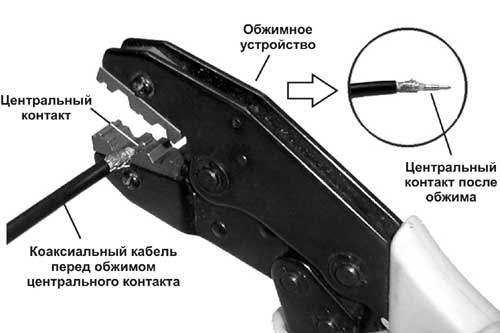 Обжимное
устройство
Центральный
контакт
Центральный
контакт после
обжима
Коаксиальный кабель
перед обжимом
центрального контакта